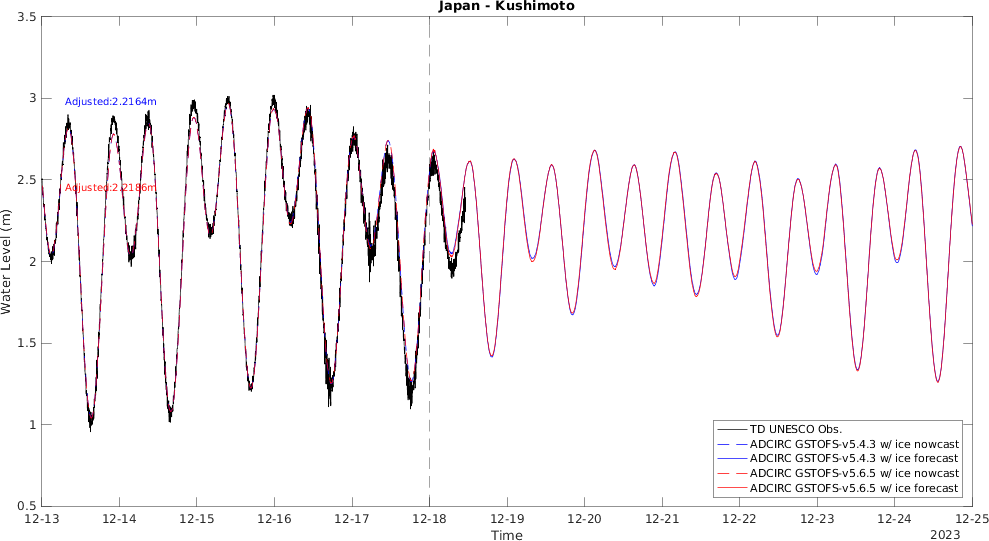 Japan - Kushimoto
3.5
3
2.5
2
1.5
1
0.5
Water Level (m)
Adjusted:2.2164m
Adjusted:2.2186m
TD UNESCO Obs.
ADCIRC GSTOFS-v5.4.3 w/ ice nowcast
ADCIRC GSTOFS-v5.4.3 w/ ice forecast
ADCIRC GSTOFS-v5.6.5 w/ ice nowcast
ADCIRC GSTOFS-v5.6.5 w/ ice forecast
12-13 12-14 12-15 12-16 12-17 12-18 12-19 12-20 12-21 12-22 12-23 12-24 12-25
Time
2023